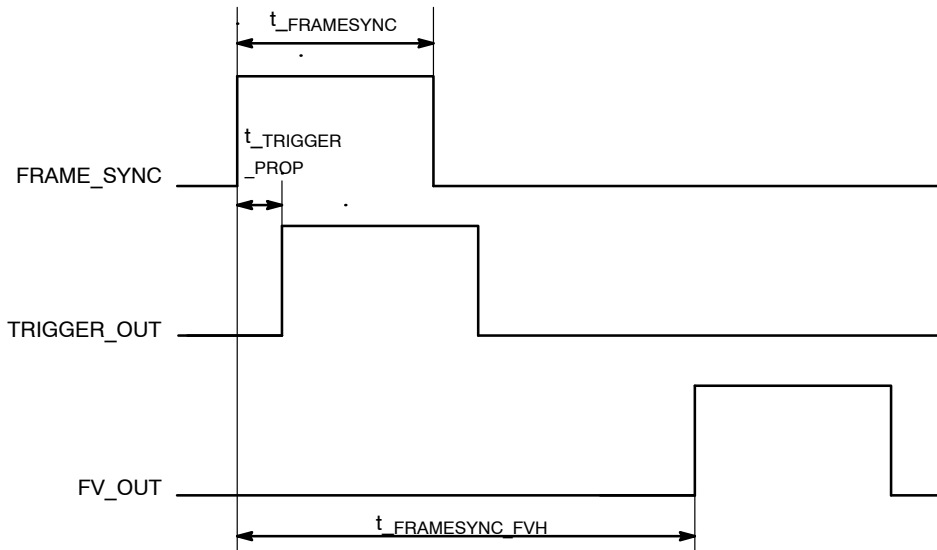 t_FRAMESYNC
t_TRIGGER
_PROP
FRAME_SYNC
TRIGGER_OUT
FV_OUT
t_FRAMESYNC_FVH